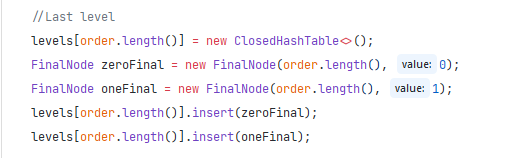 //Last level
levels[order.length()] = new ClosedHashTable<>();
FinalNode zeroFinal = new FinalNode(order.length(), value: 0);
FinalNode oneFinal = new FinalNode(order.length(), value: 1);
levels[order.length()].insert(zeroFinal);
levels[order.length()].insert(oneFinal);